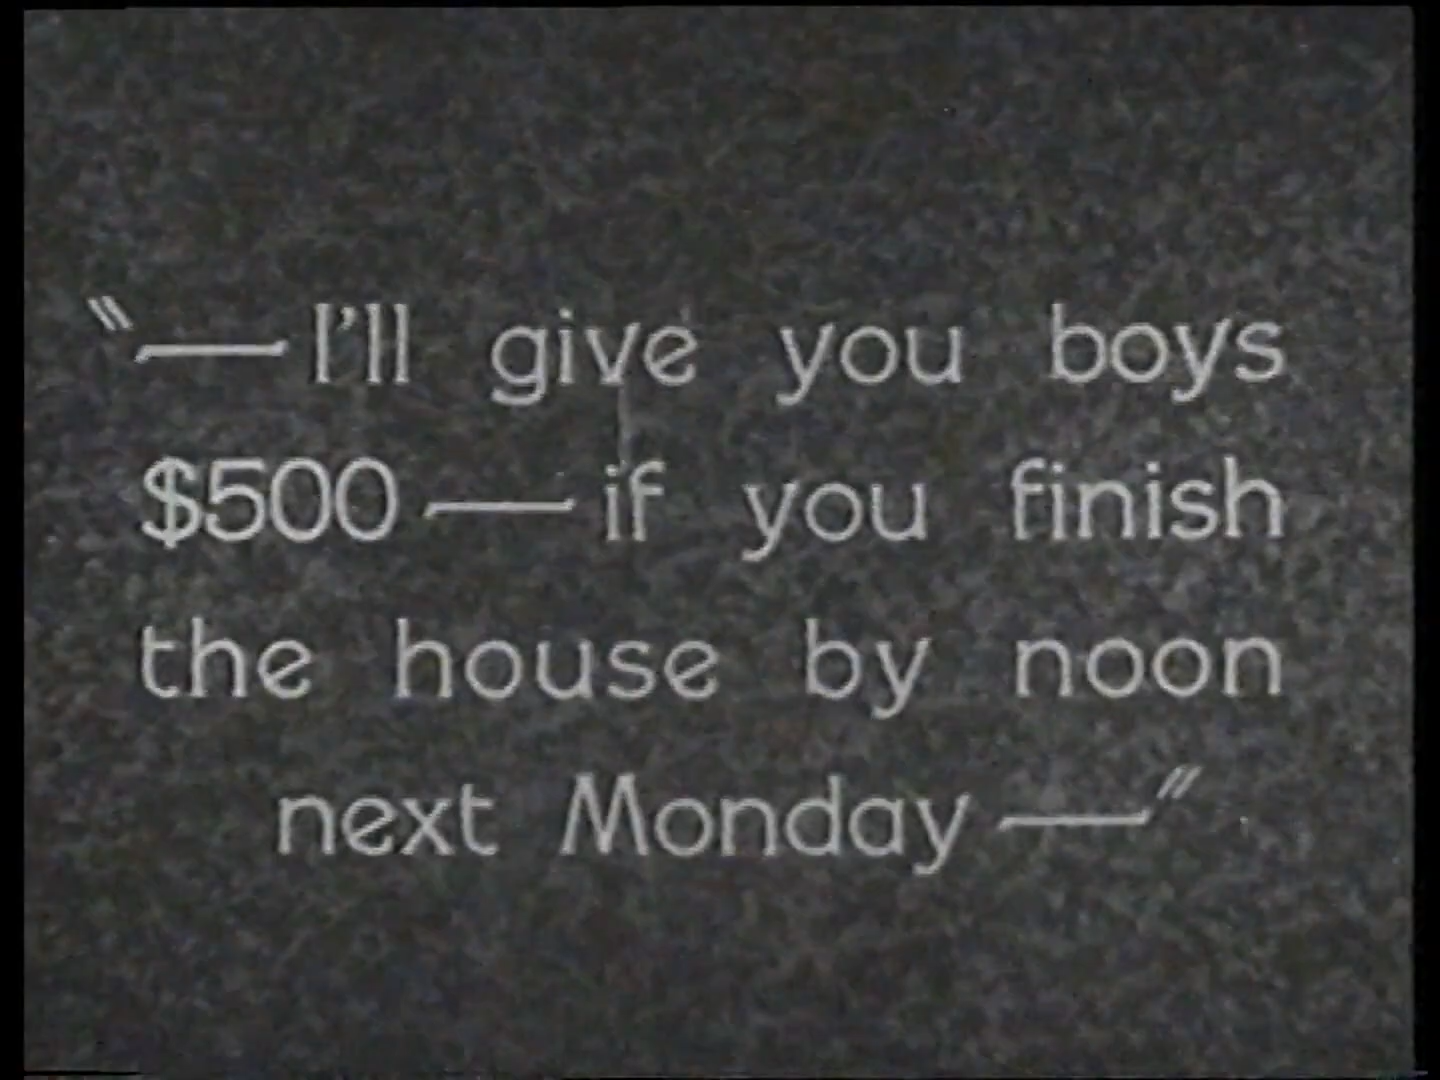 "—I'll give you boys
$500—if you finish
the house by noon
next Monday—"